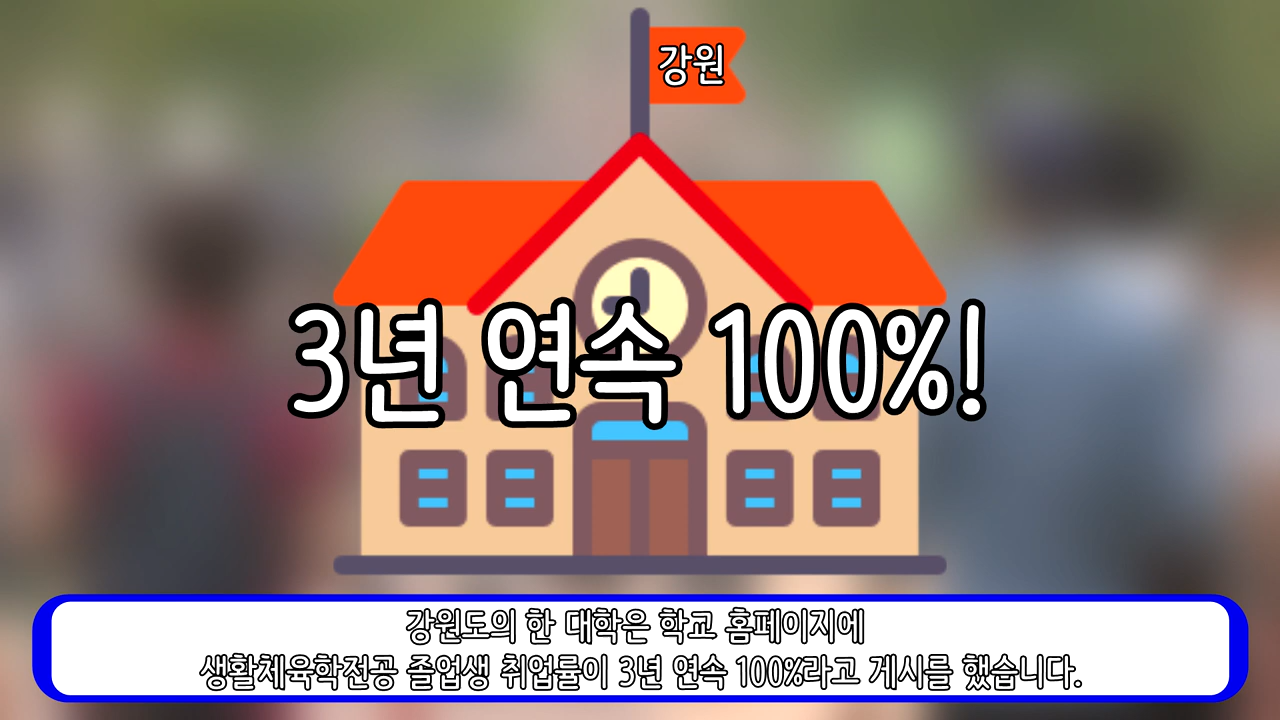 강원
3년 연속 100%!
강원도의 한 대학은 학교 홈페이지에
생활체육학전공 졸업생 취업률이 3년 연속 100%라고 게시를 했습니다.